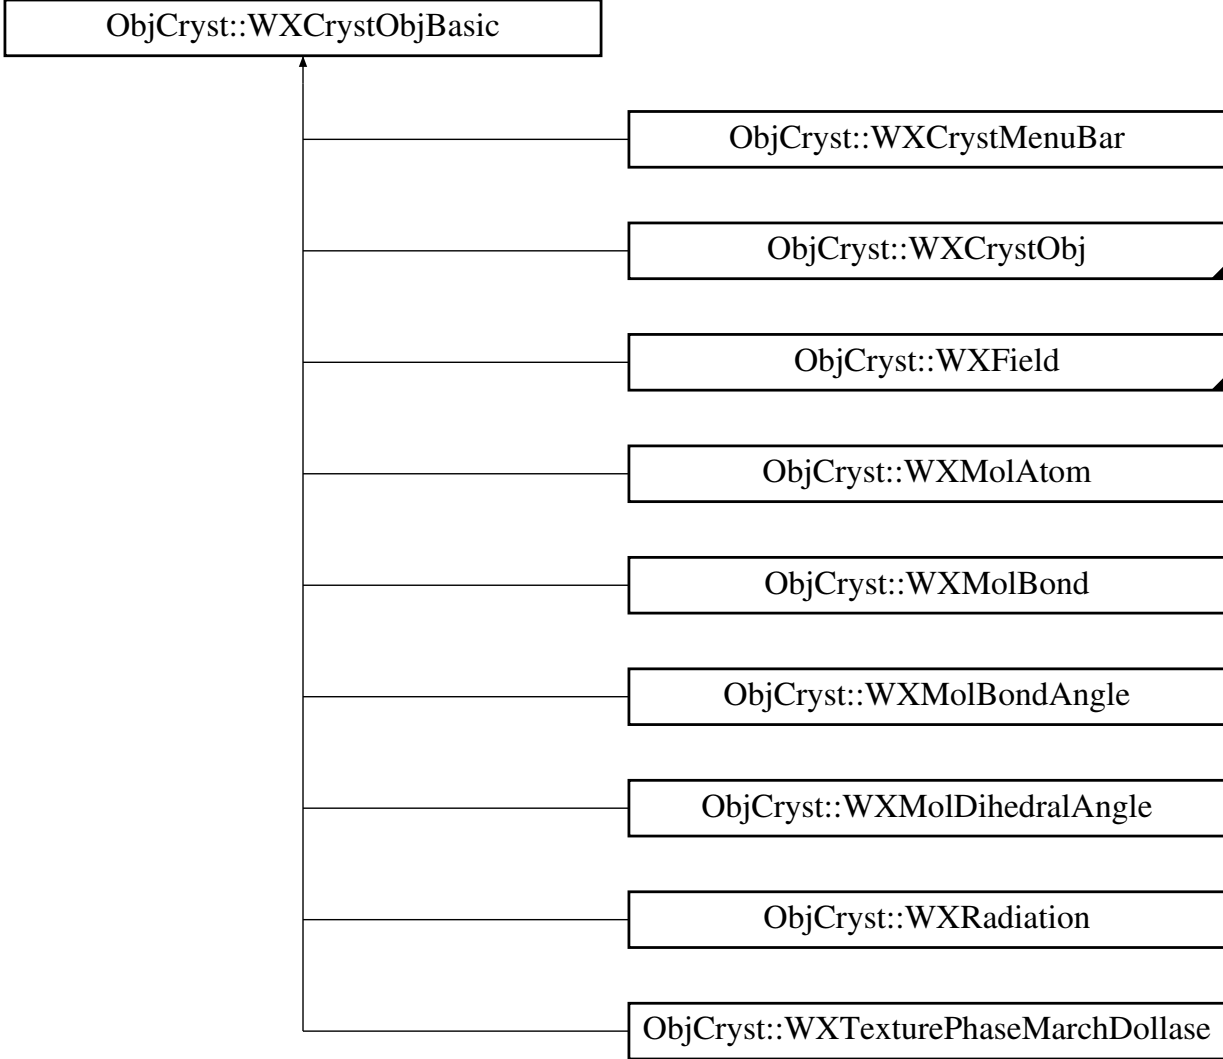 ObjCryst::WXCrystObjBasic
ObjCryst::WXCrystMenuBar
ObjCryst::WXCrystObj
ObjCryst::WXField
ObjCryst::WXMolAtom
ObjCryst::WXMolBond
ObjCryst::WXMolBondAngle
ObjCryst::WXMolDihedralAngle
ObjCryst::WXRadiation
ObjCryst::WXTexturePhaseMarchDollase